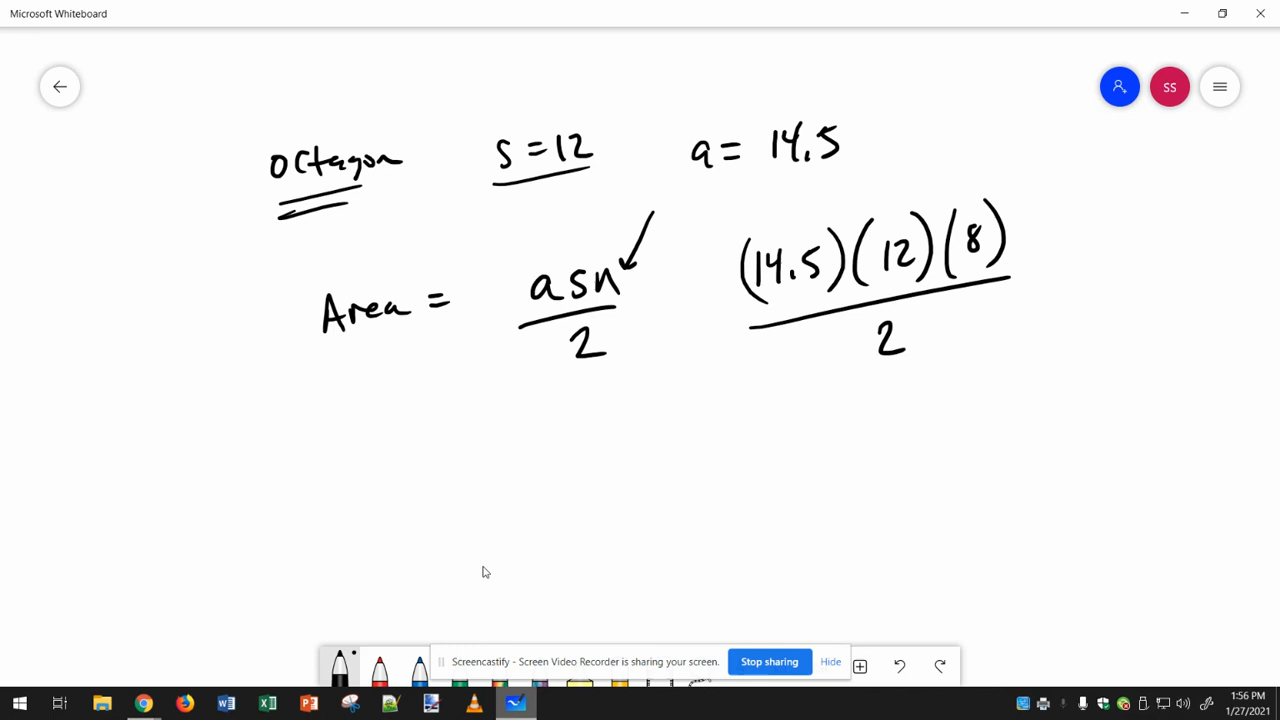 Microsoft Whiteboard
SS
octagon s = 12 a = 14.5
Area = asn/2 (14.5)(12)(8)/2
Screencastify - Screen Video Recorder is sharing your screen. Stop sharing Hide
1:56 PM
1/27/2021